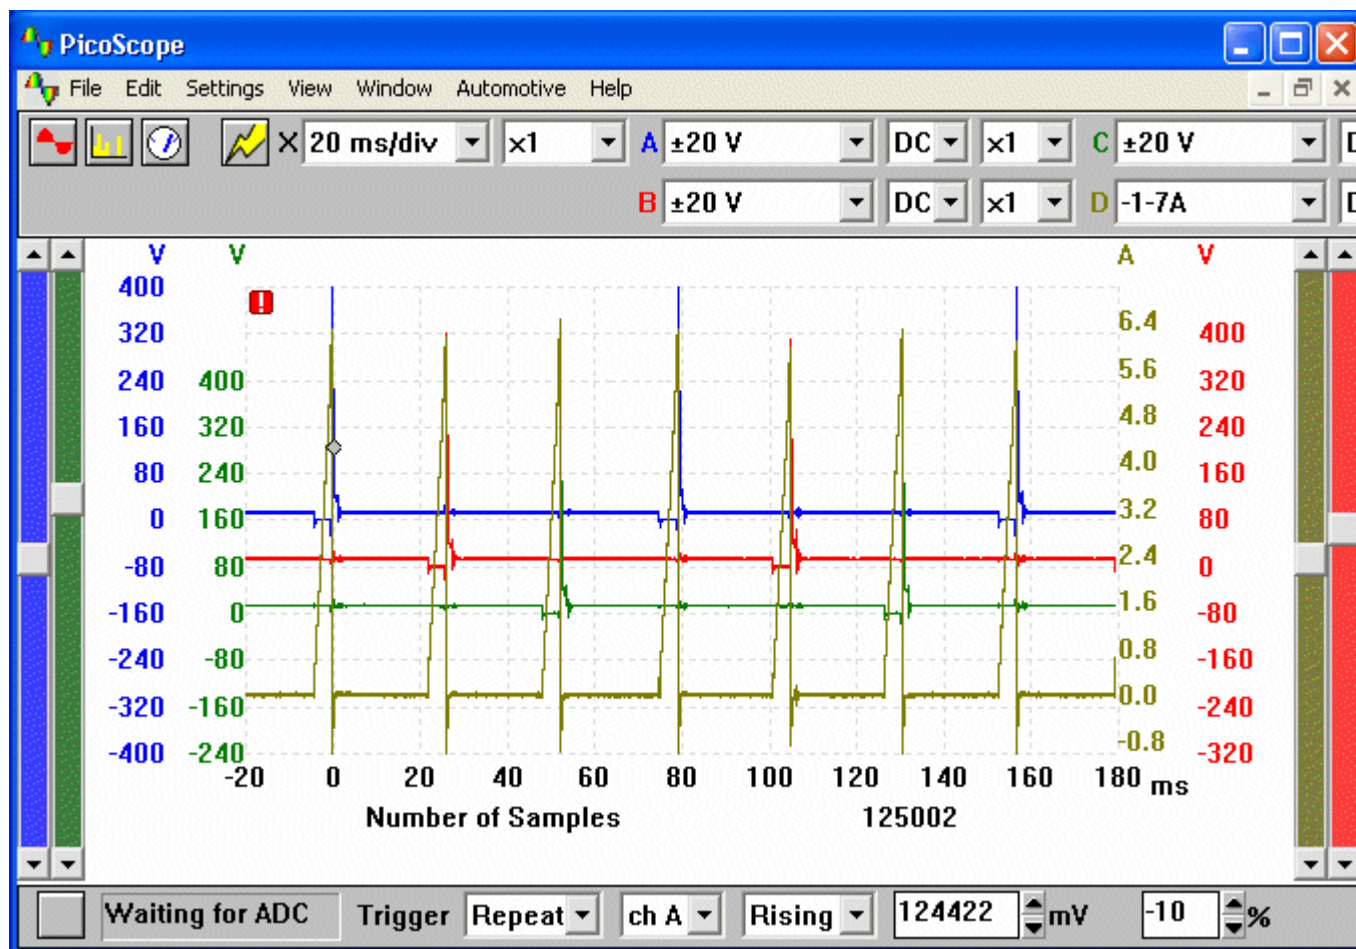 PicoScope
File Edit Settings View Window Automotive Help
X 20 ms/div x1 A ±20 V DC x1 C ±20 V
B ±20 V DC x1 D -1-7A
V V A V
400
320 6.4 400
240 400 5.6 320
160 320 4.8 240
80 240 4.0 160
0 160 3.2 80
-80 80 2.4 0
-160 0 1.6 -80
-240 -80 0.8 -160
-320 -160 0.0 -240
-400 -240 -0.8 -320
-20 0 20 40 60 80 100 120 140 160 180 ms
Number of Samples 125002
Waiting for ADC Trigger Repeat ch A Rising 124422 mV -10 %